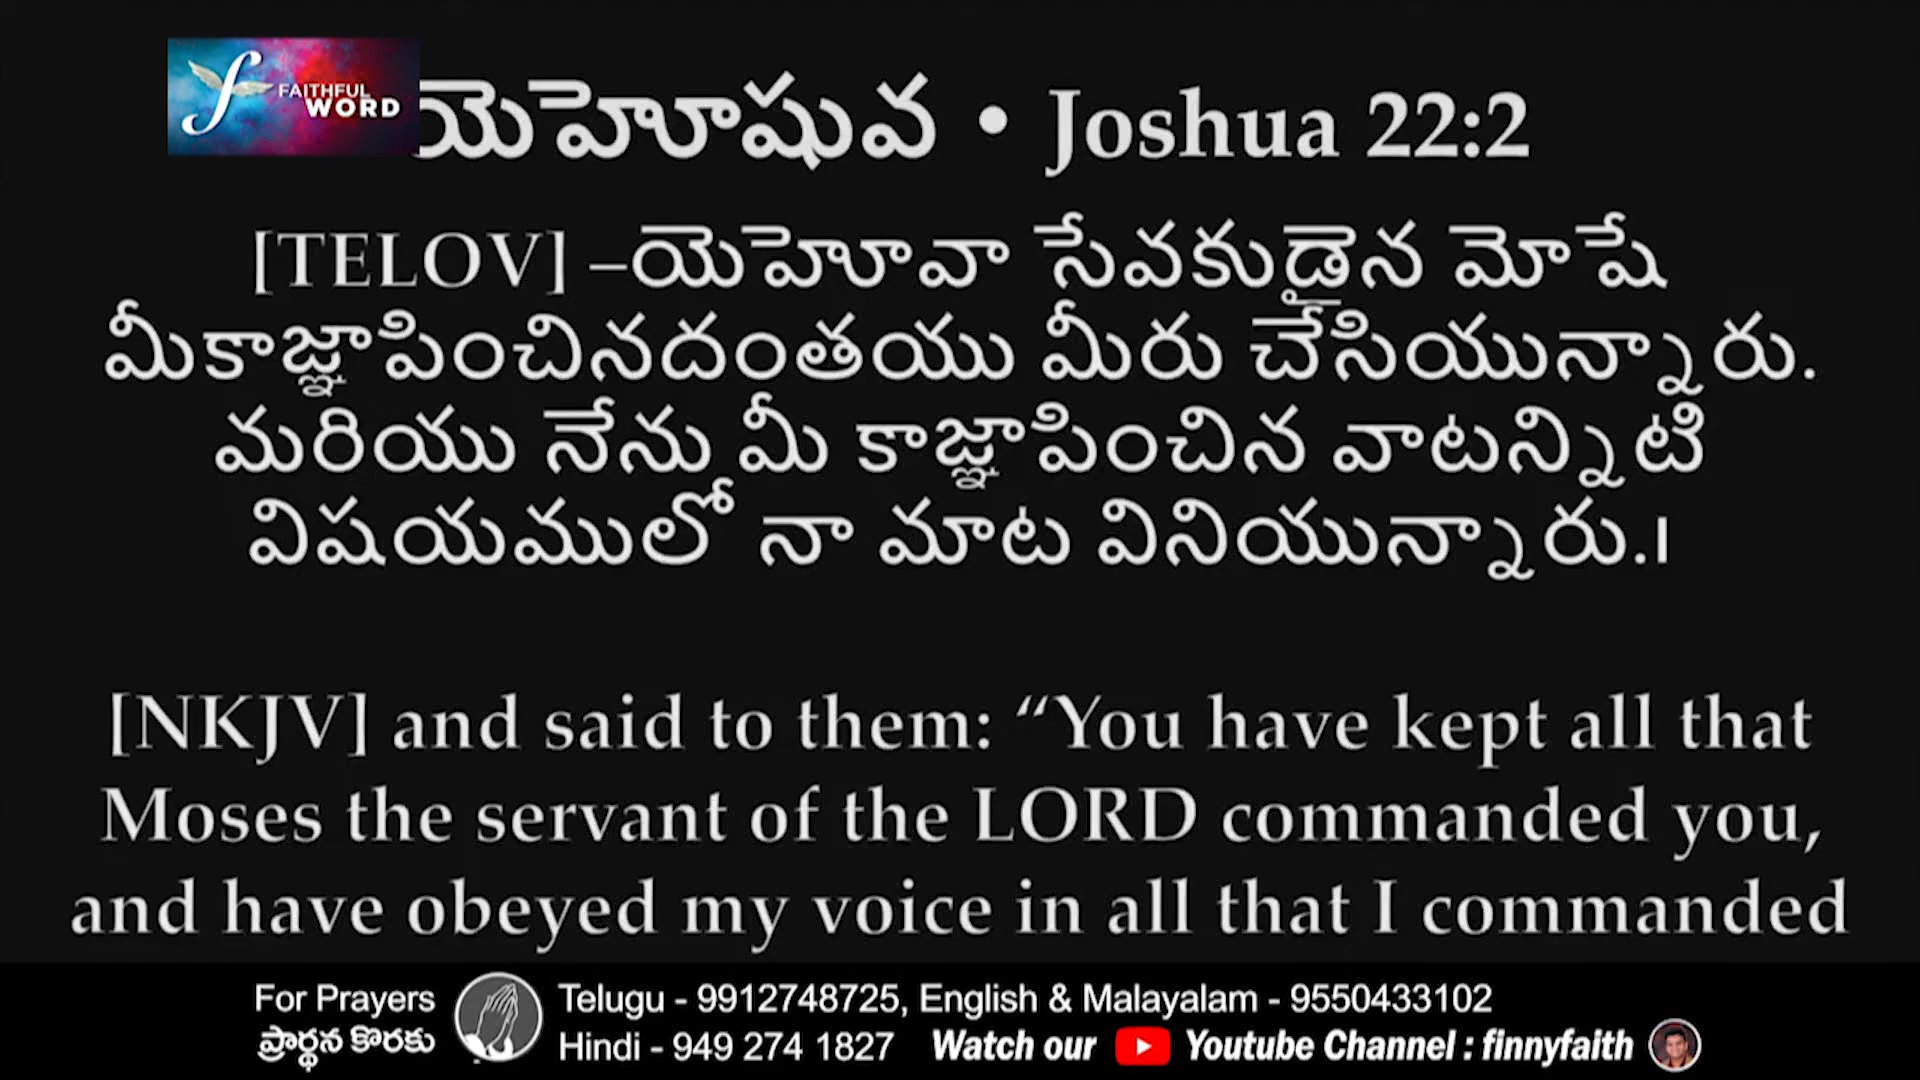 FAITHFUL
WORD
యెహెూషువ • Joshua 22:2
[TELOV] –యెహెూవా సేవకుడైన మోషే
మీకాజ్ఞాపించినదంతయు మీరు చేసియున్నారు.
మరియు నేను మీ కాజ్ఞాపించిన వాటన్నిటి
విషయములో నా మాట వినియున్నారు.।
[NKJV] and said to them: “You have kept all that
Moses the servant of the LORD commanded you,
and have obeyed my voice in all that I commanded
For Prayers
ప్రార్థన కొరకు
Telugu - 9912748725, English & Malayalam - 9550433102
Hindi - 949 274 1827 Watch our Youtube Channel : finnyfaith